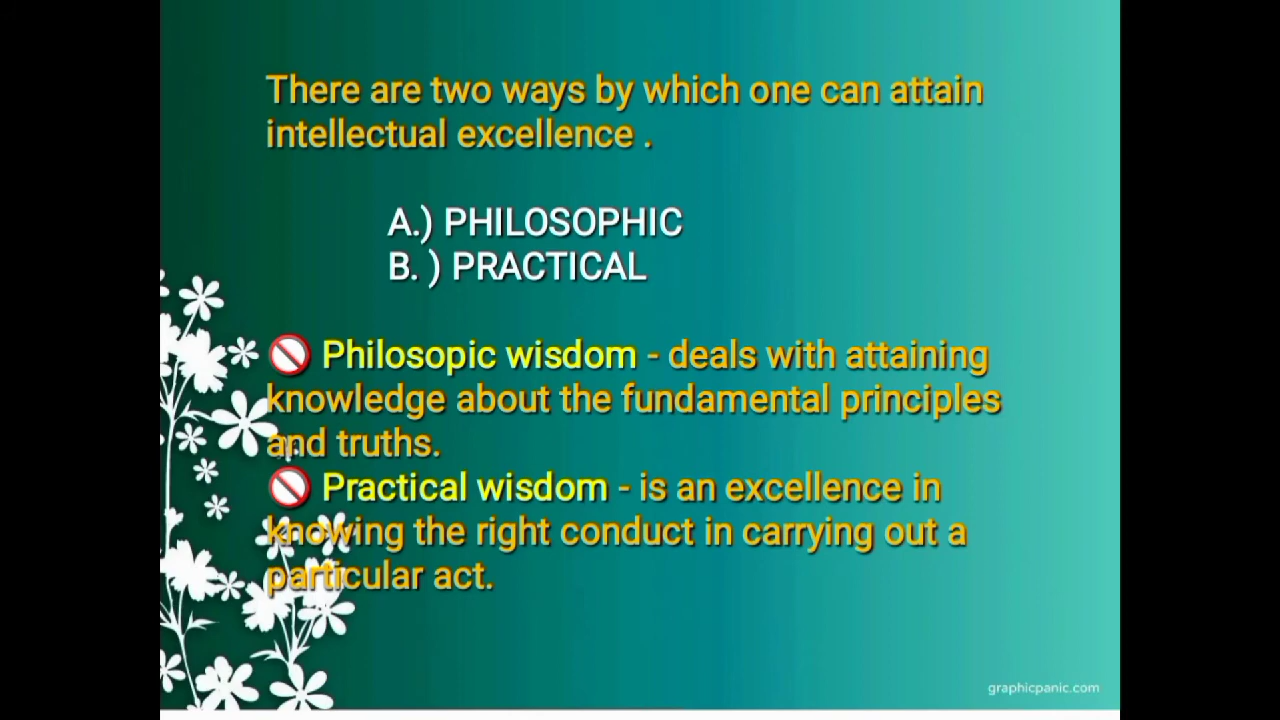 There are two ways by which one can attain
intellectual excellence .
A.) PHILOSOPHIC
B. ) PRACTICAL
🚫 Philosopic wisdom - deals with attaining
knowledge about the fundamental principles
and truths.
🚫 Practical wisdom - is an excellence in
knowing the right conduct in carrying out a
particular act.
graphicpanic.com